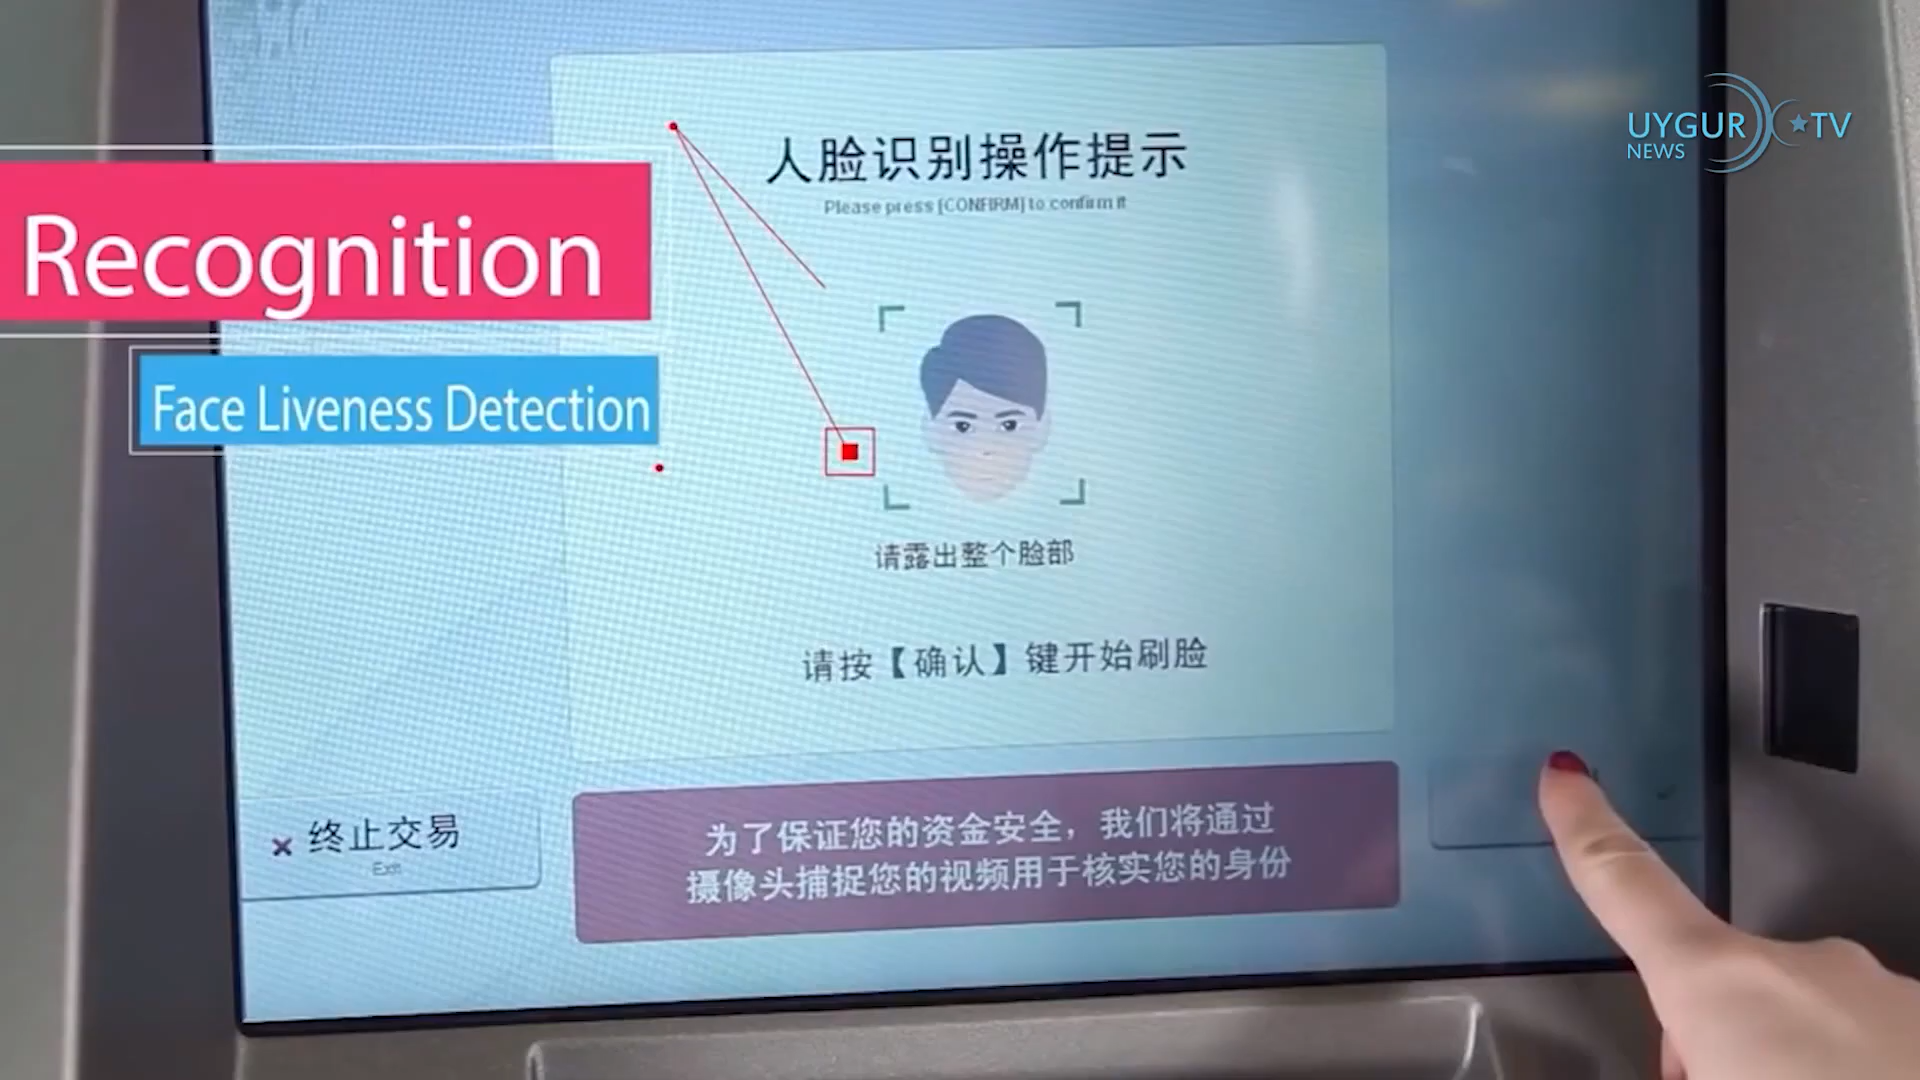 人脸识别操作提示
Please press [CONFIRM] to confirm it
Recognition
Face Liveness Detection
请露出整个脸部
请按【确认】键开始刷脸
终止交易
Exit
为了保证您的资金安全，我们将通过
摄像头捕捉您的视频用于核实您的身份
UYGUR TV
NEWS